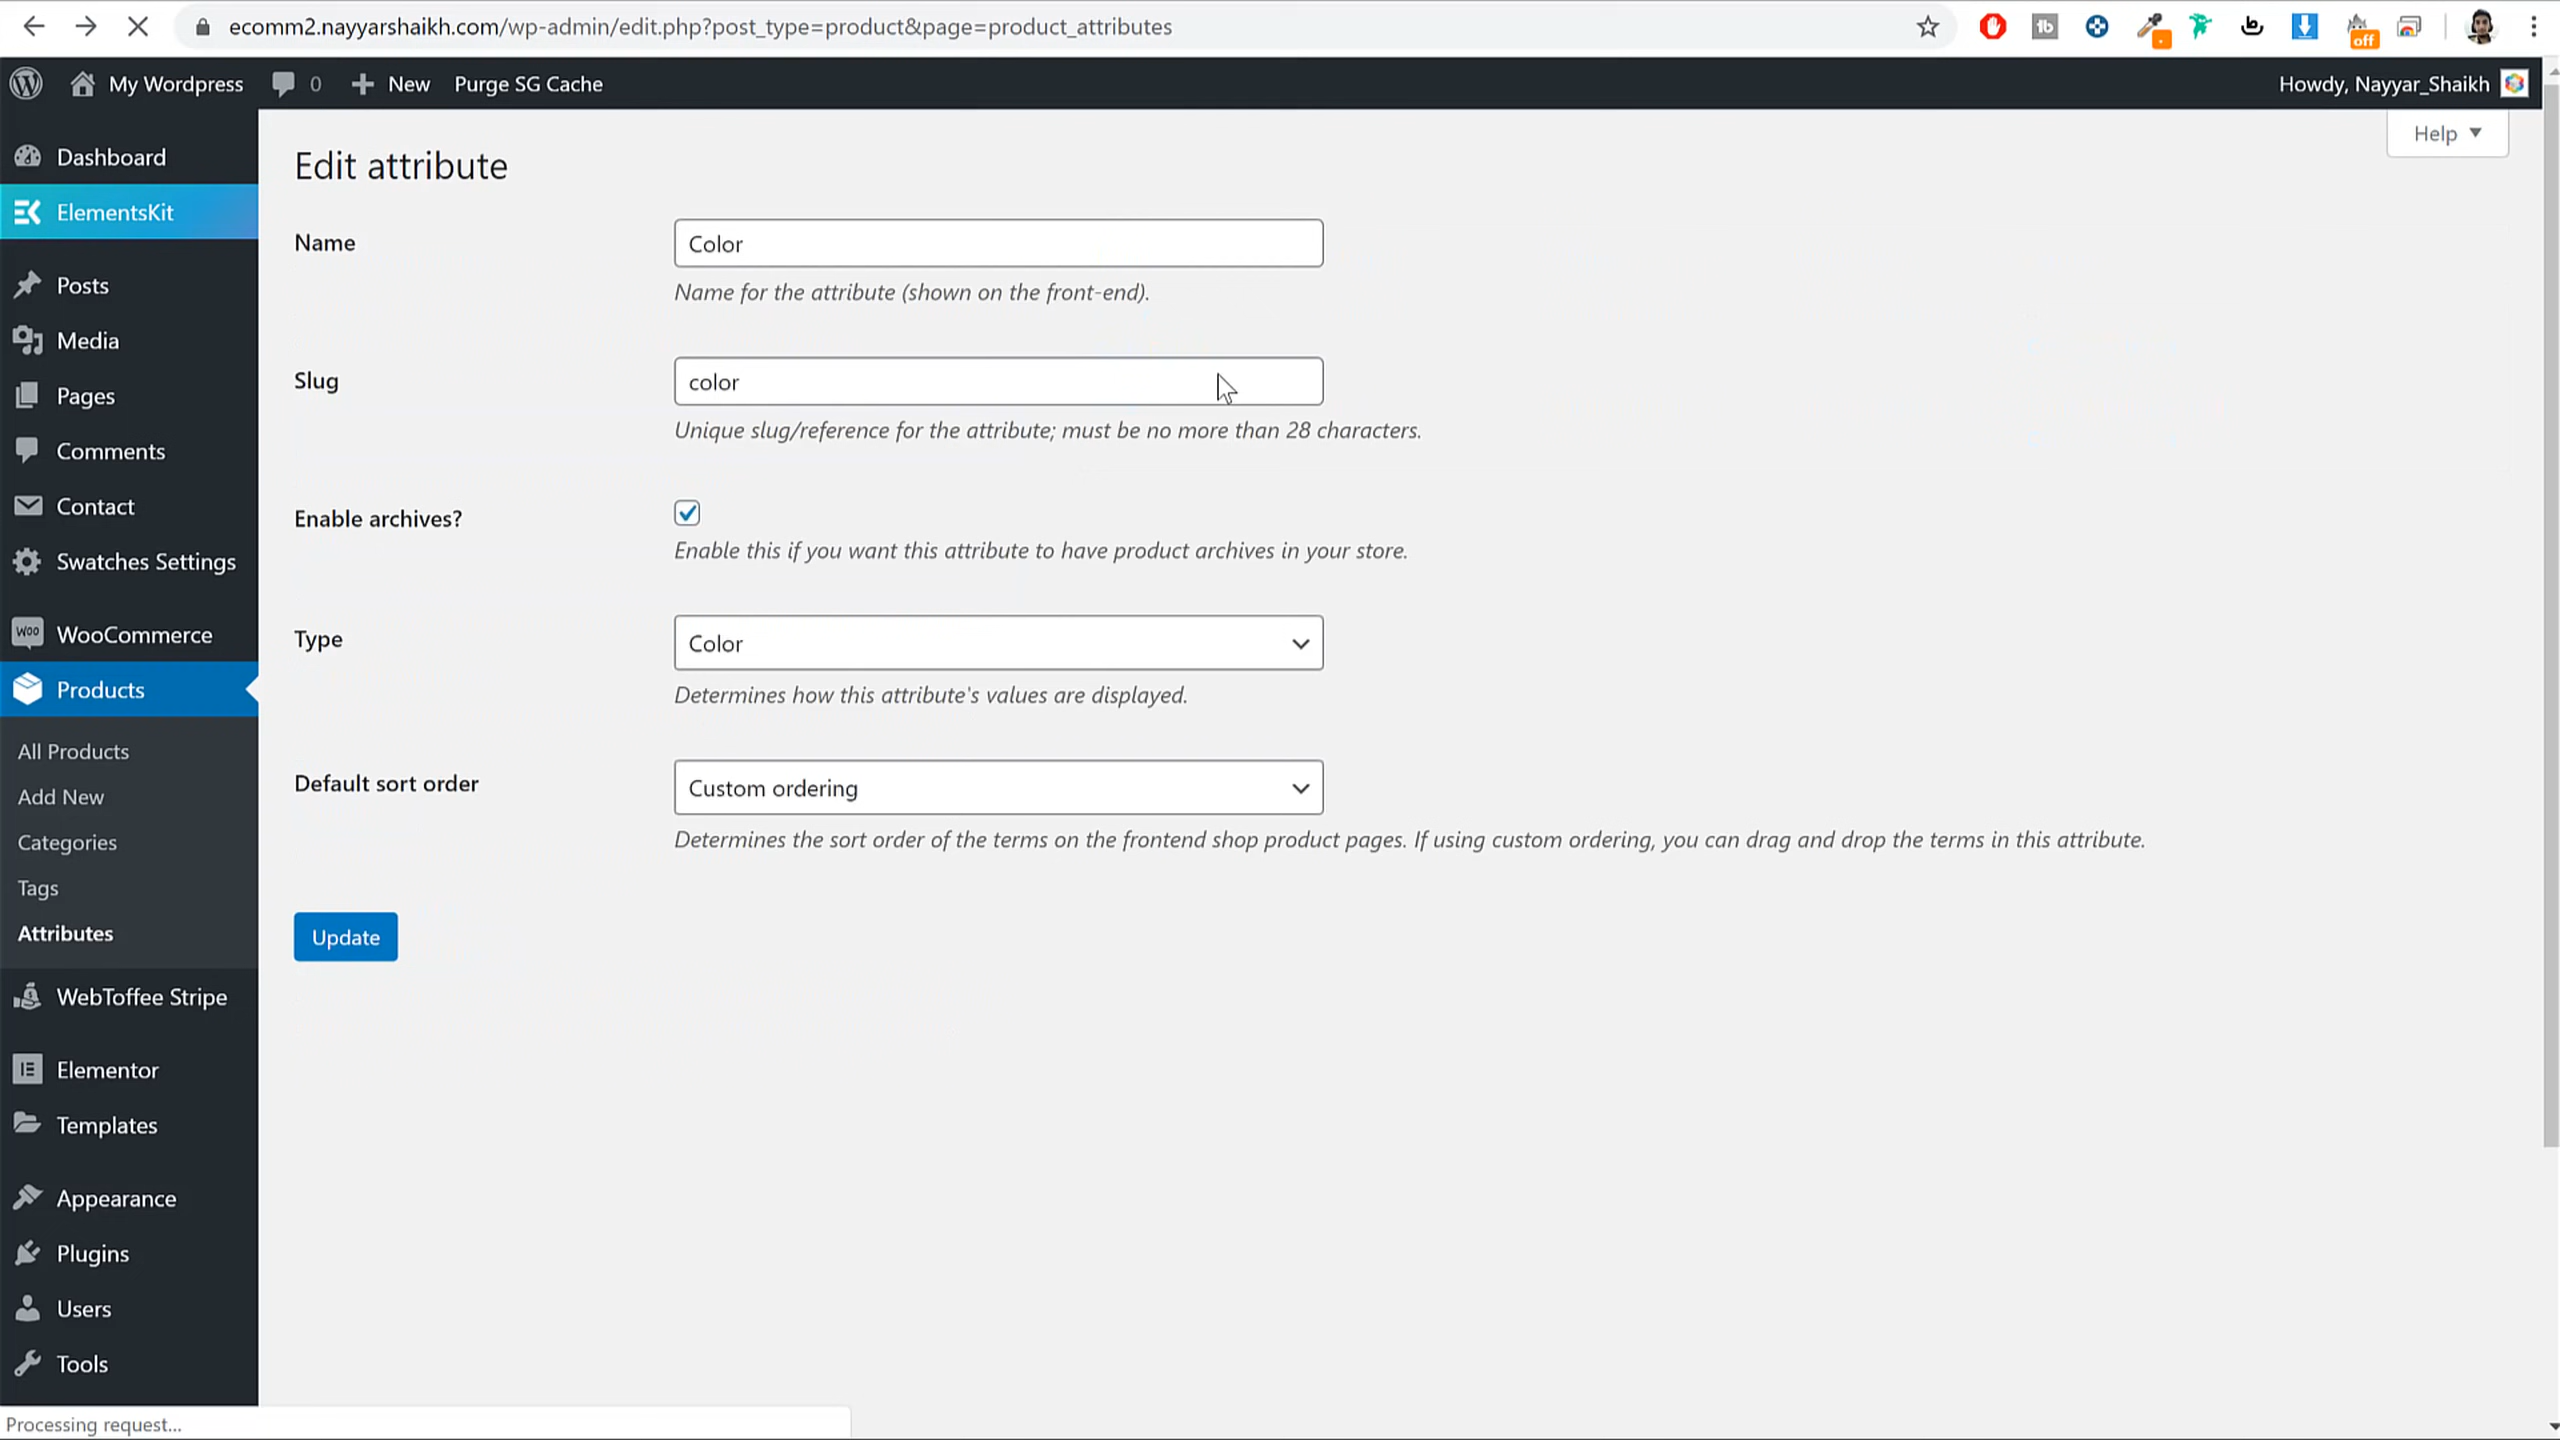 ecomm2.nayyarshaikh.com/wp-admin/edit.php?post_type=product&page=product_attributes
off
My Wordpress 0 New Purge SG Cache Howdy, Nayyar_Shaikh
Help
Dashboard
ElementsKit
Posts
Media
Pages
Comments
Contact
Swatches Settings
WooCommerce
Products
All Products
Add New
Categories
Tags
Attributes
WebToffee Stripe
Elementor
Templates
Appearance
Plugins
Users
Tools
Edit attribute
Name
Color
Name for the attribute (shown on the front-end).
Slug
color
Unique slug/reference for the attribute; must be no more than 28 characters.
Enable archives?
Enable this if you want this attribute to have product archives in your store.
Type
Color
Determines how this attribute's values are displayed.
Default sort order
Custom ordering
Determines the sort order of the terms on the frontend shop product pages. If using custom ordering, you can drag and drop the terms in this attribute.
Update
Processing request...